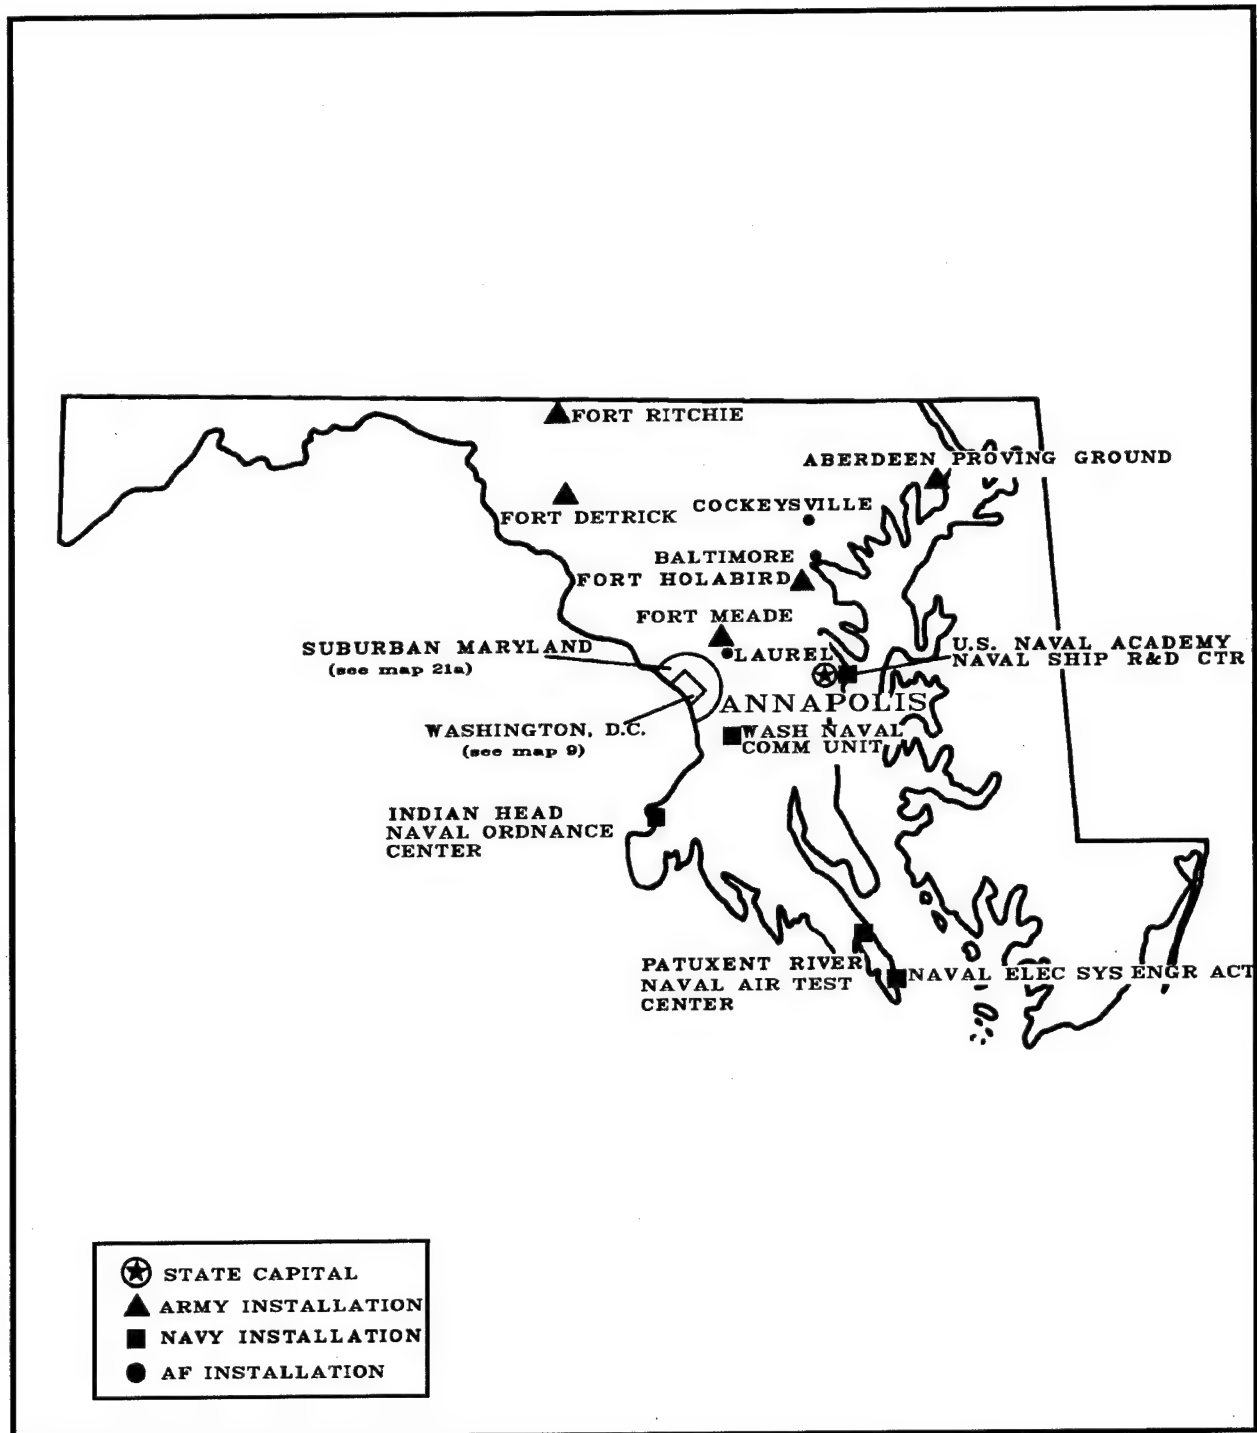 FORT RITCHIE
ABERDEEN PROVING GROUND
COCKEYSVILLE
FORT DETRICK
BALTIMORE
FORT HOLABIRD
FORT MEADE
SUBURBAN MARYLAND
(see map 21a)
LAUREL
U.S. NAVAL ACADEMY
NAVAL SHIP R&D CTR
ANNAPOLIS
WASHINGTON, D.C.
(see map 9)
WASH NAVAL
COMM UNIT
INDIAN HEAD
NAVAL ORDNANCE
CENTER
PATUXENT RIVER
NAVAL AIR TEST
CENTER
NAVAL ELEC SYS ENGR ACT
STATE CAPITAL
ARMY INSTALLATION
NAVY INSTALLATION
AF INSTALLATION